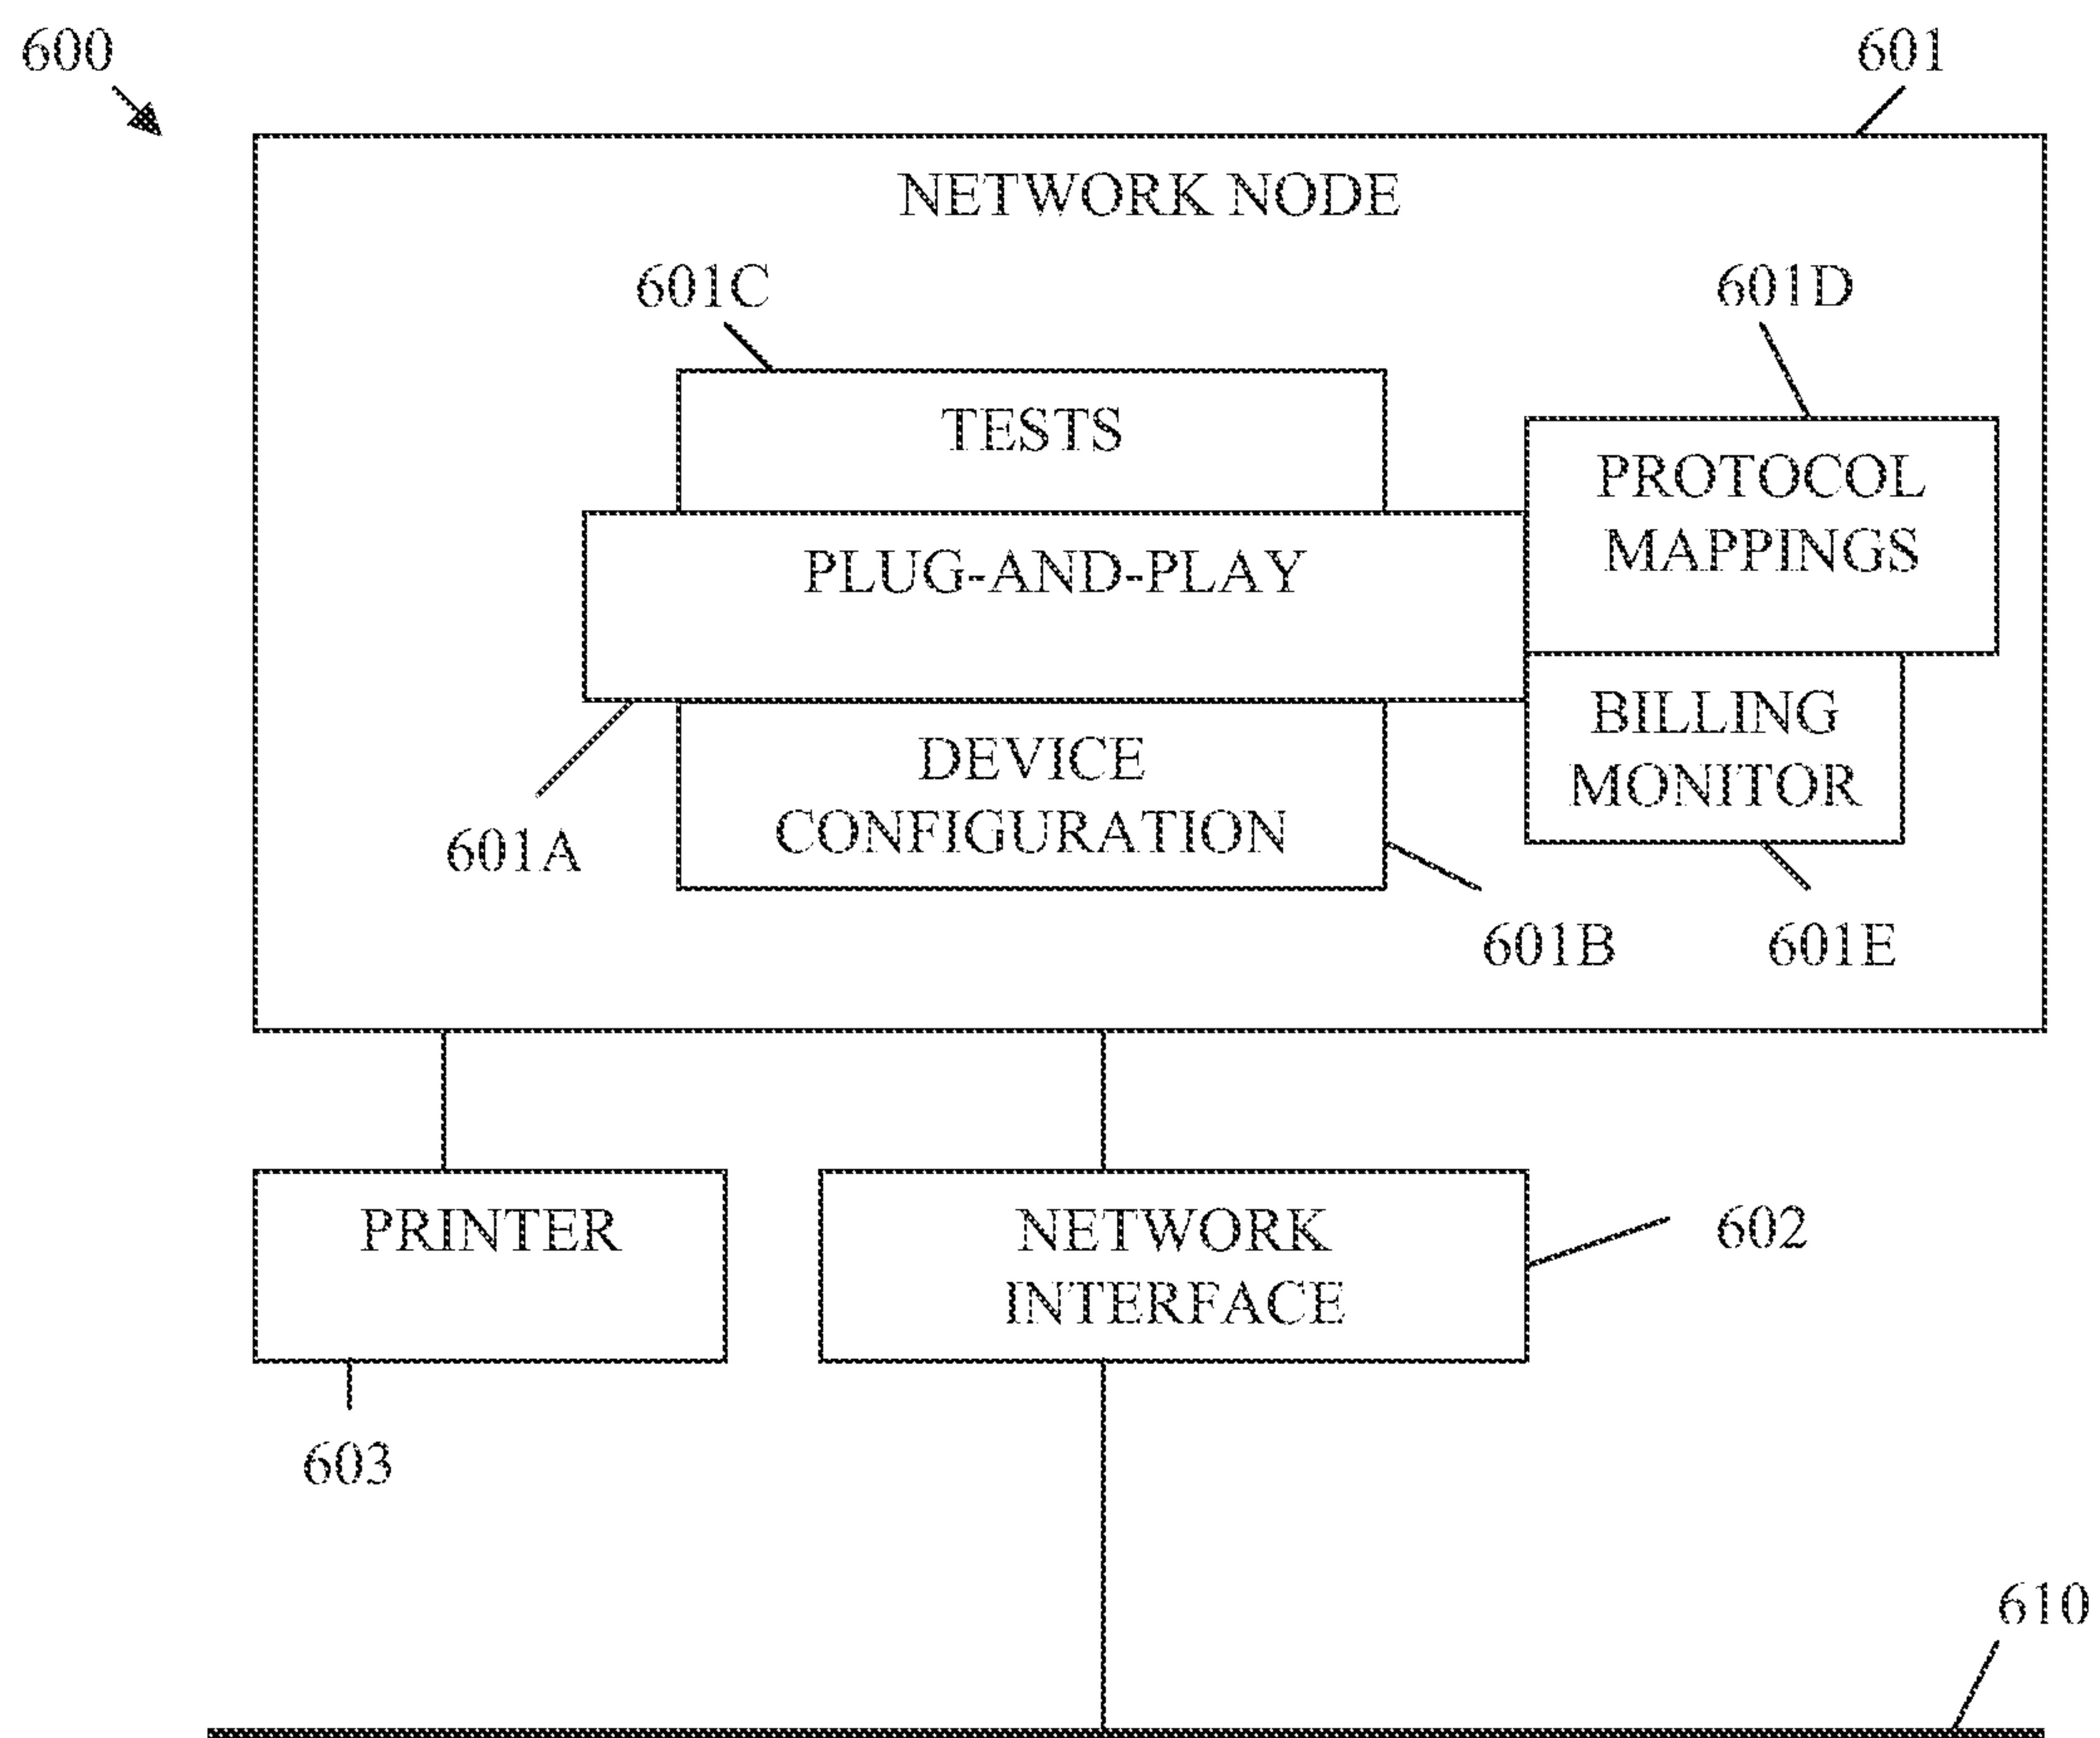 600
601
NETWORK NODE
601C
601D
TESTS
PROTOCOL
MAPPINGS
PLUG-AND-PLAY
BILLING
MONITOR
DEVICE
CONFIGURATION
601A
601B
601E
PRINTER
NETWORK
INTERFACE
602
603
610